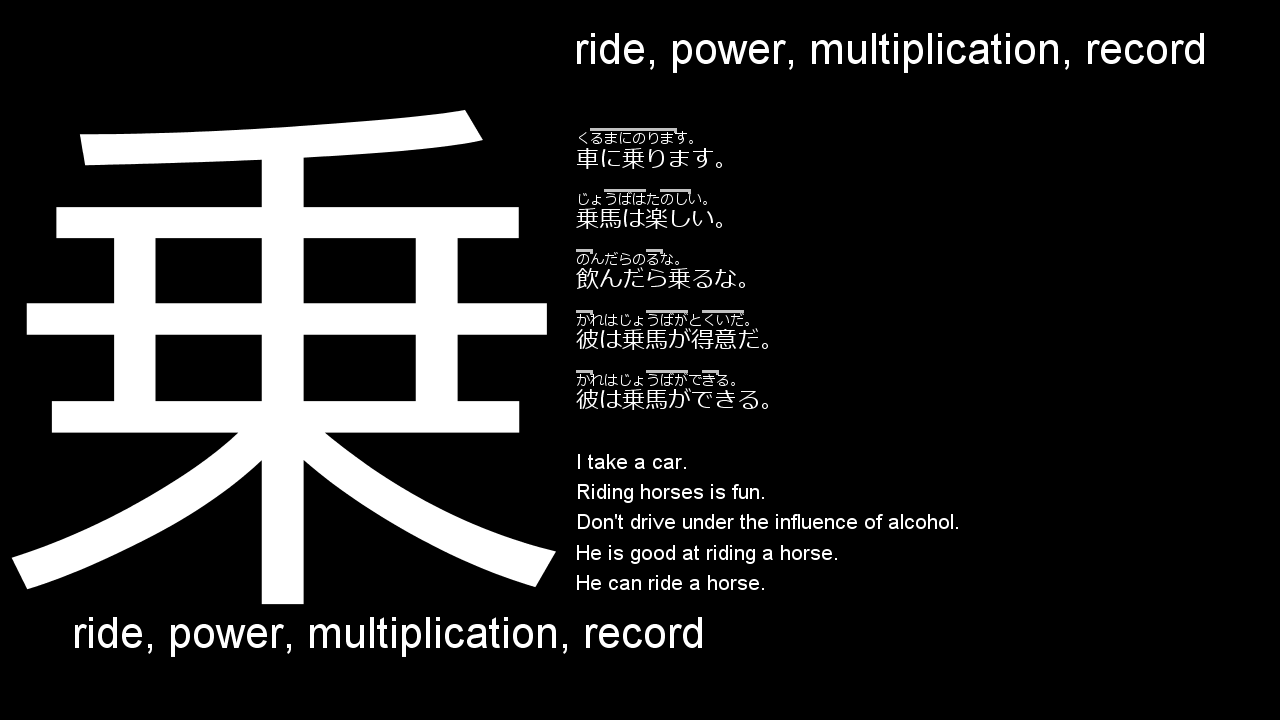 ride, power, multiplication, record
乗
くるまにのります。
車に乗ります。
じょうばはたのしい。
乗馬は楽しい。
のんだらのるな。
飲んだら乗るな。
かれはじょうばがとくいだ。
彼は乗馬が得意だ。
かれはじょうばができる。
彼は乗馬ができる。
I take a car.
Riding horses is fun.
Don't drive under the influence of alcohol.
He is good at riding a horse.
He can ride a horse.
ride, power, multiplication, record